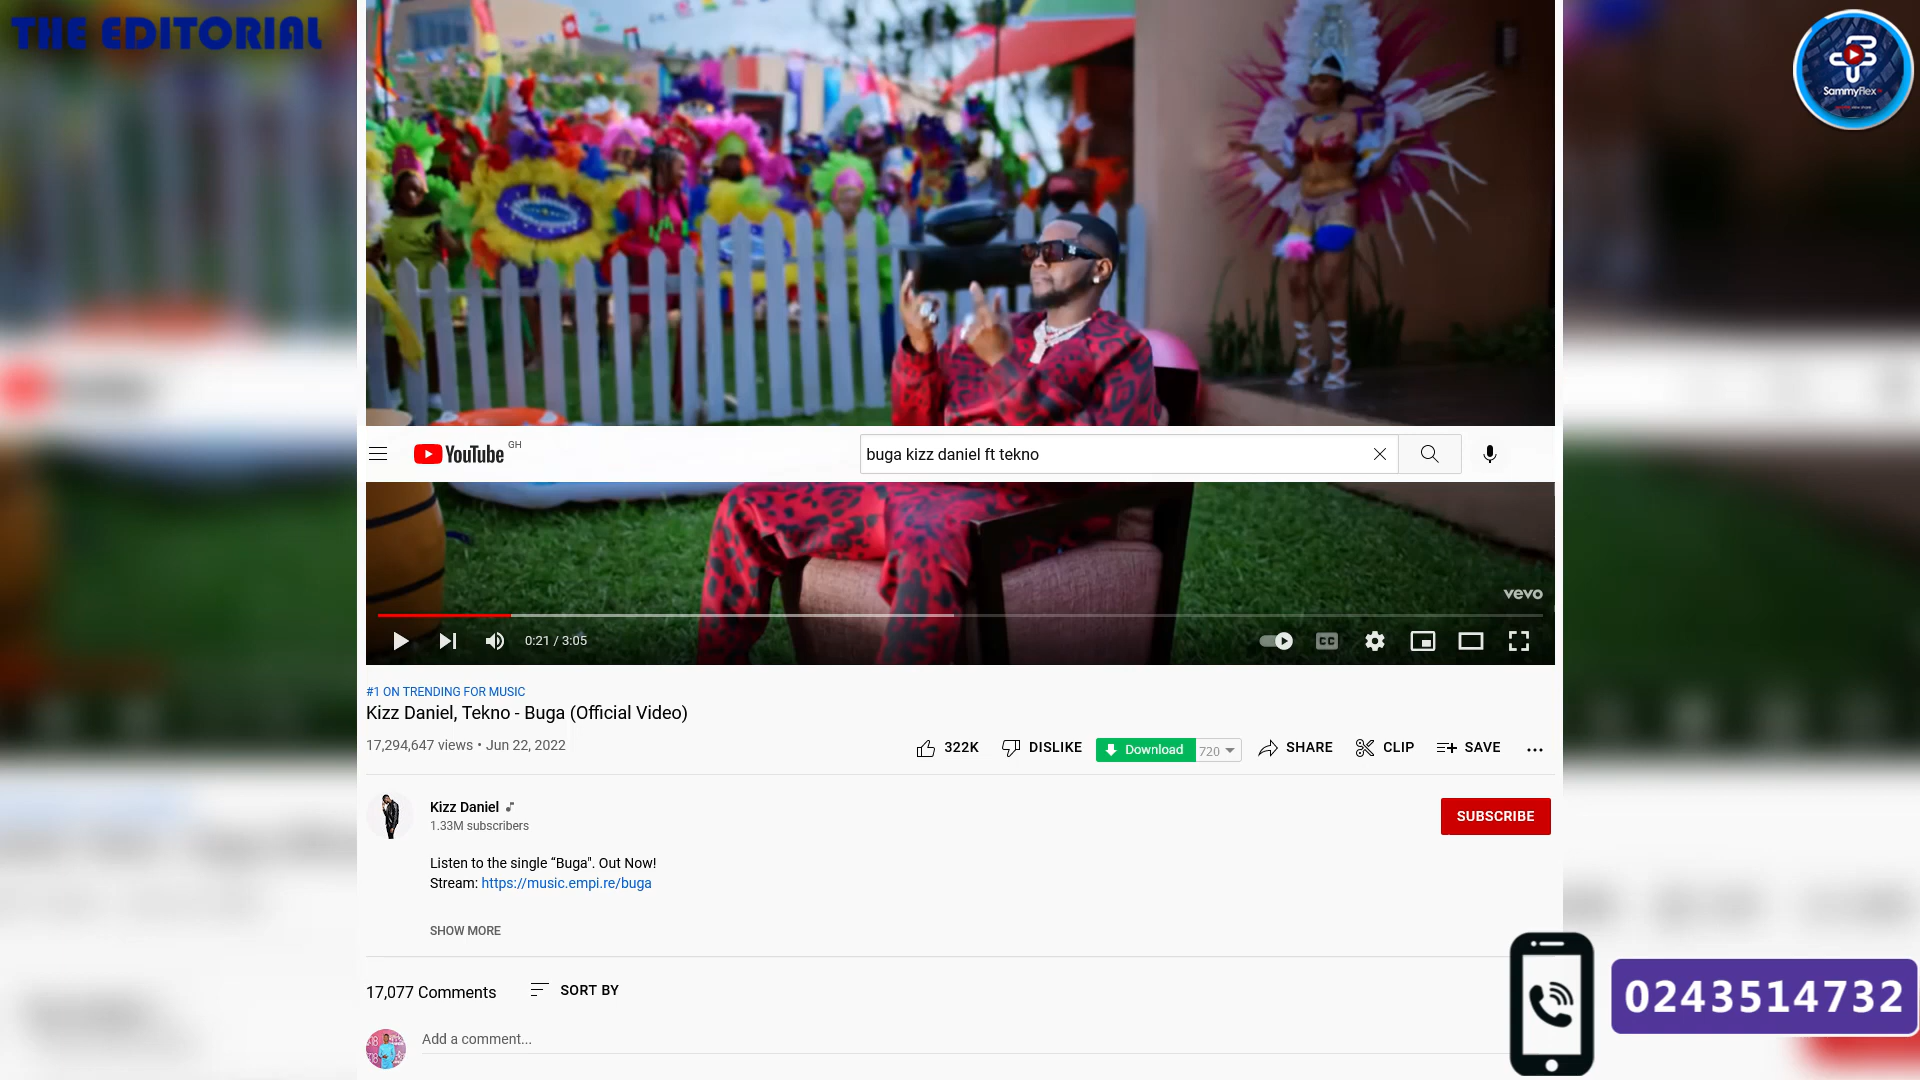 THE EDITORIAL
SammyFlex
YouTube GH
buga kizz daniel ft tekno
vevo
0:21 / 3:05
CC
#1 ON TRENDING FOR MUSIC
Kizz Daniel, Tekno - Buga (Official Video)
17,294,647 views • Jun 22, 2022
322K DISLIKE Download 720 SHARE CLIP SAVE
Kizz Daniel
1.33M subscribers
SUBSCRIBE
Listen to the single “Buga". Out Now!
Stream: https://music.empi.re/buga
SHOW MORE
17,077 Comments SORT BY
Add a comment...
0243514732